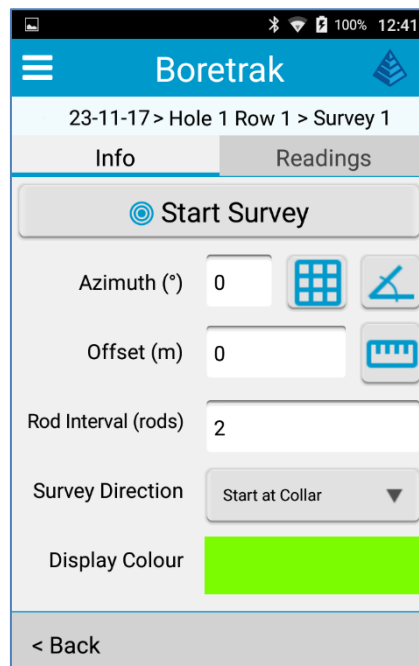 100% 12:41
Boretrak
23-11-17 > Hole 1 Row 1 > Survey 1
Info Readings
Start Survey
Azimuth (°) 0
Offset (m) 0
Rod Interval (rods) 2
Survey Direction Start at Collar
Display Colour
< Back